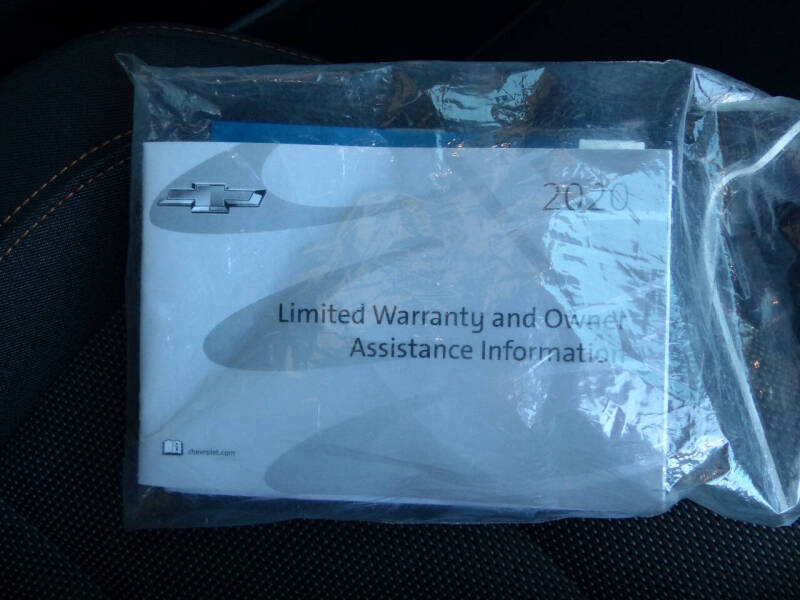 2020
Limited Warranty and Owner
Assistance Information
chevrolet.com